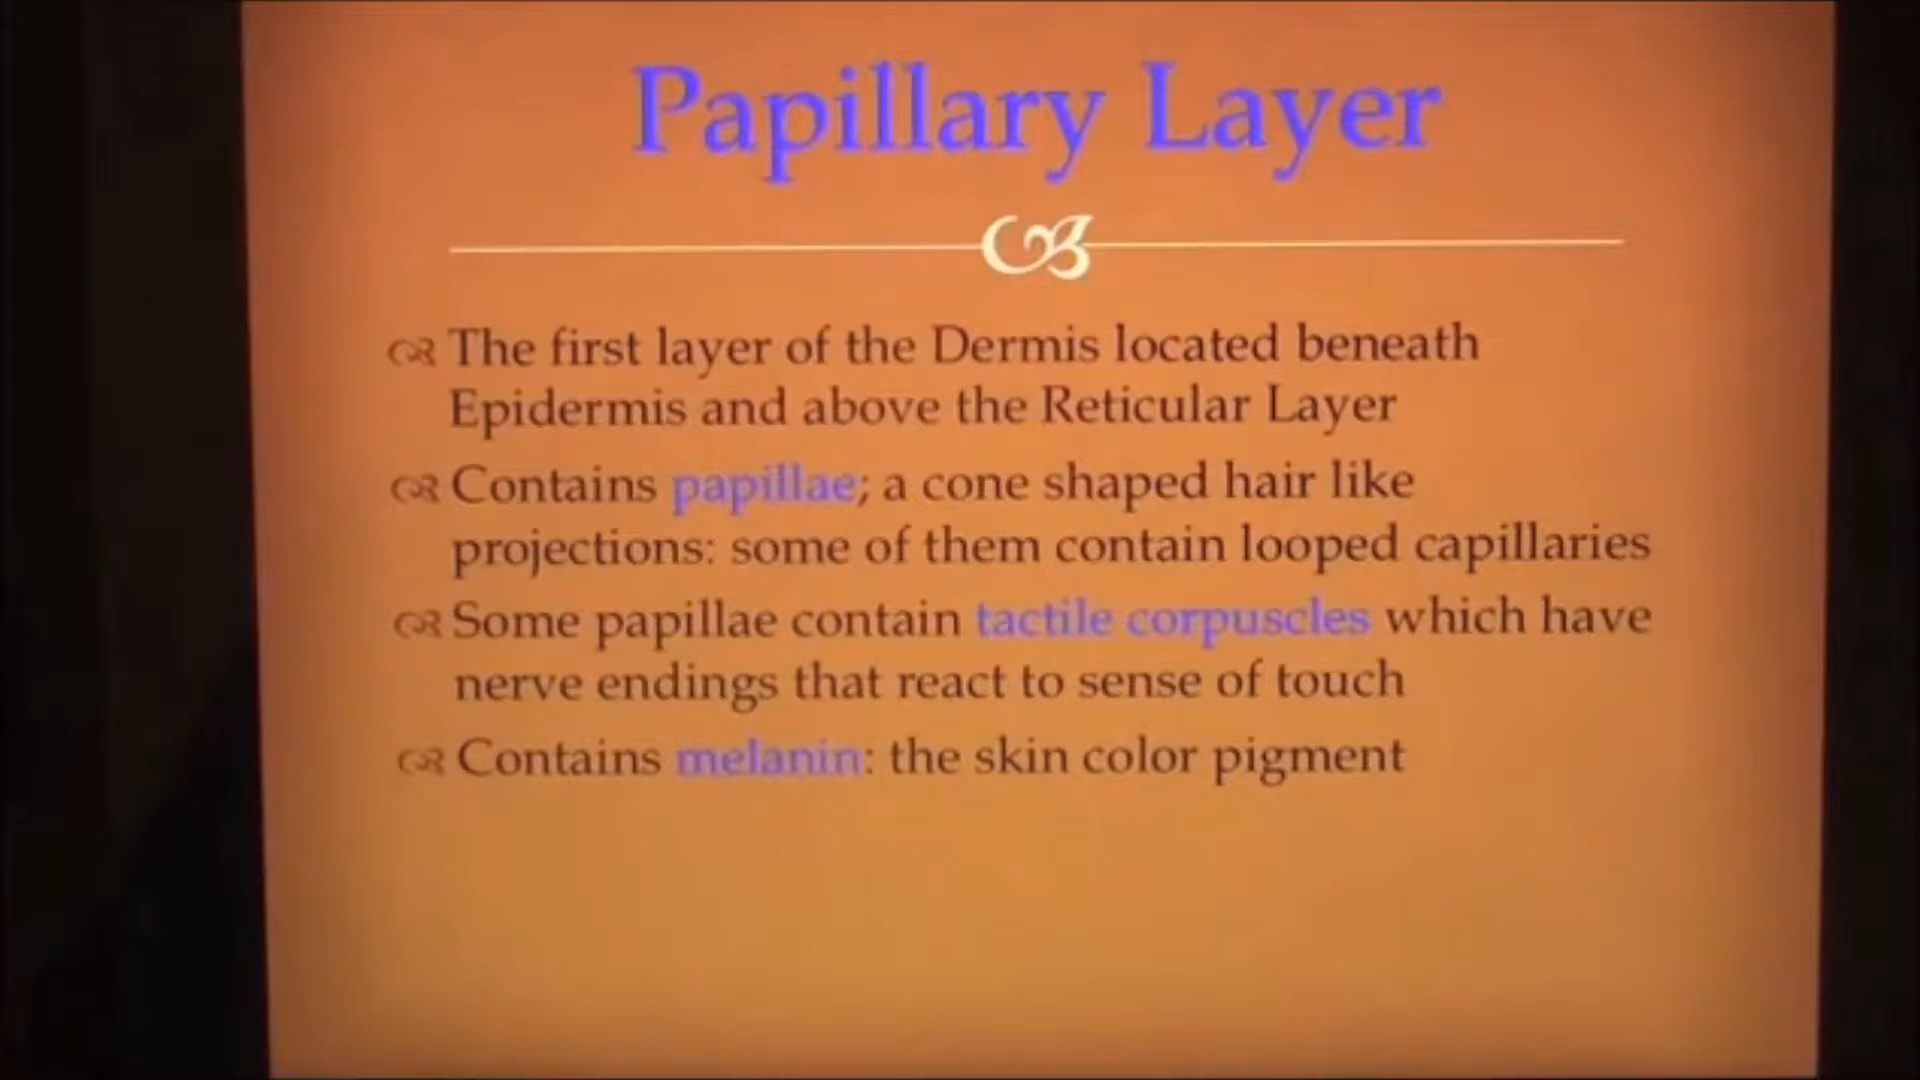 Papillary Layer
The first layer of the Dermis located beneath
Epidermis and above the Reticular Layer
Contains papillae; a cone shaped hair like
projections: some of them contain looped capillaries
Some papillae contain tactile corpuscles which have
nerve endings that react to sense of touch
Contains melanin: the skin color pigment